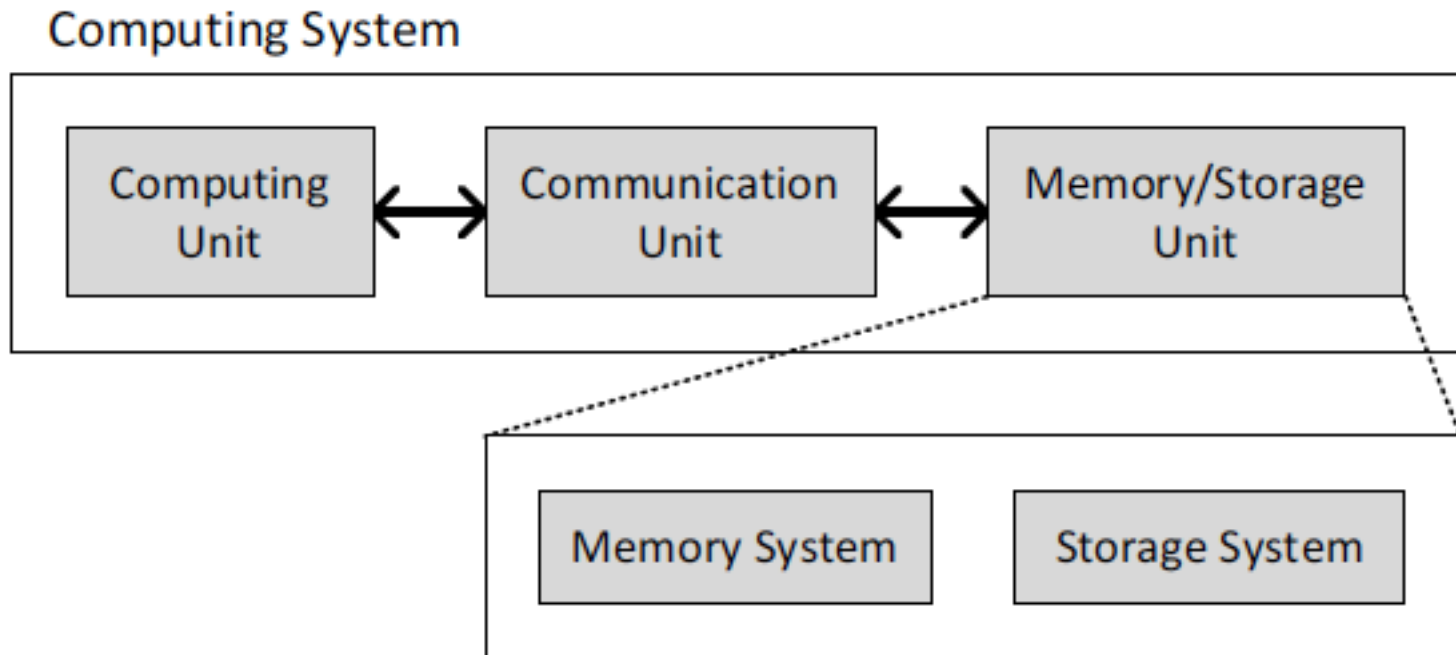 Computing System
Computing
Unit
Communication
Unit
Memory/Storage
Unit
Memory System
Storage System